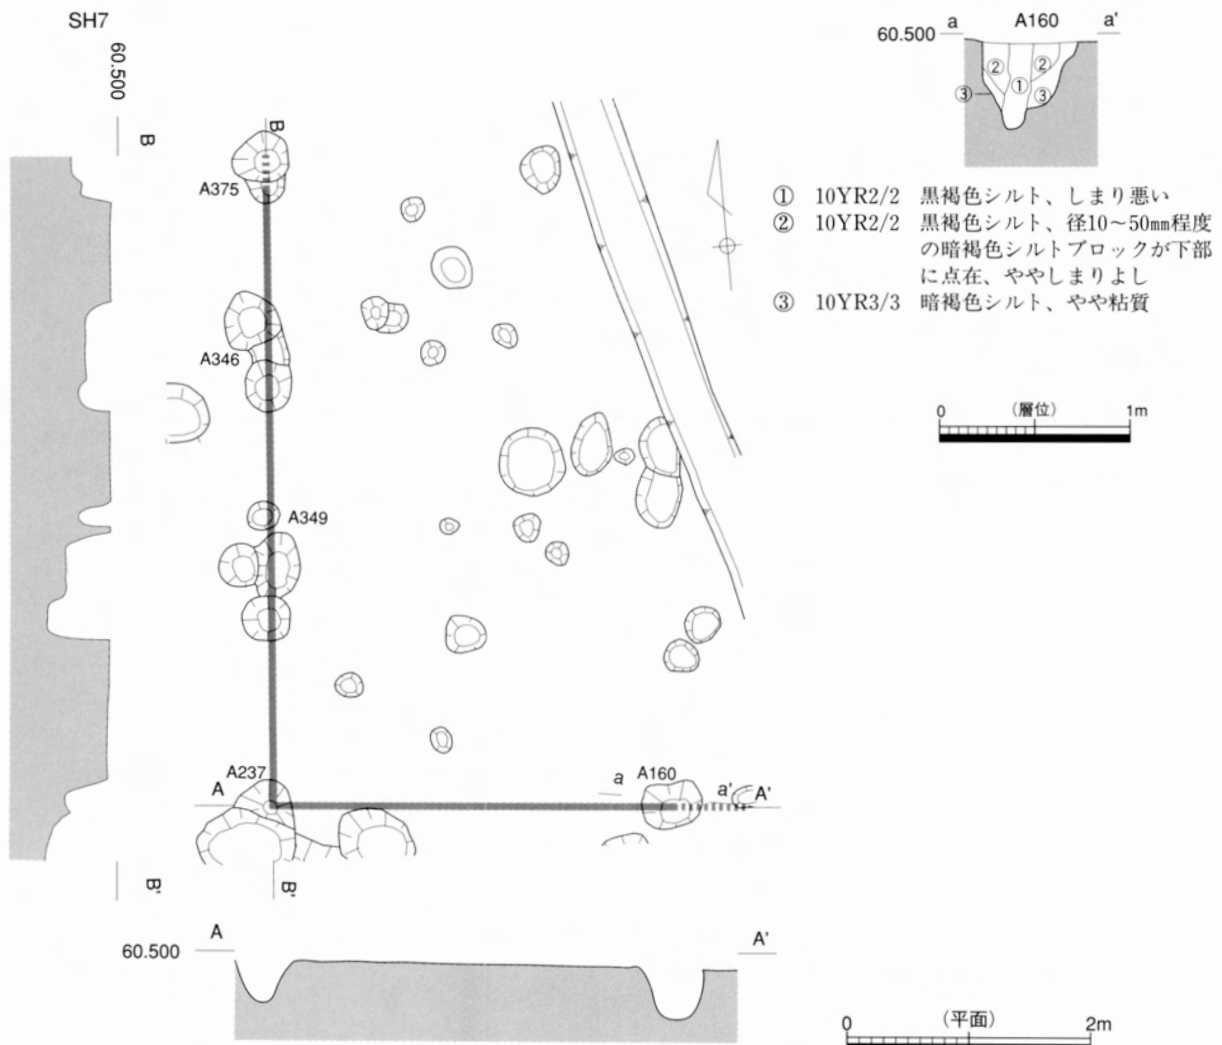 SH7
60.500
B
B
A375
A346
A349
A237
A
a
A160
a'
A'
B'
B'
A
60.500
A'
60.500
a
A160
a'
②
②
①
③
③
① 10YR2/2 黒褐色シルト、しまり悪い
② 10YR2/2 黒褐色シルト、径10～50㎜程度
の暗褐色シルトブロックが下部
に点在、ややしまりよし
③ 10YR3/3 暗褐色シルト、やや粘質
0 (層位) 1m
0 (平面) 2m